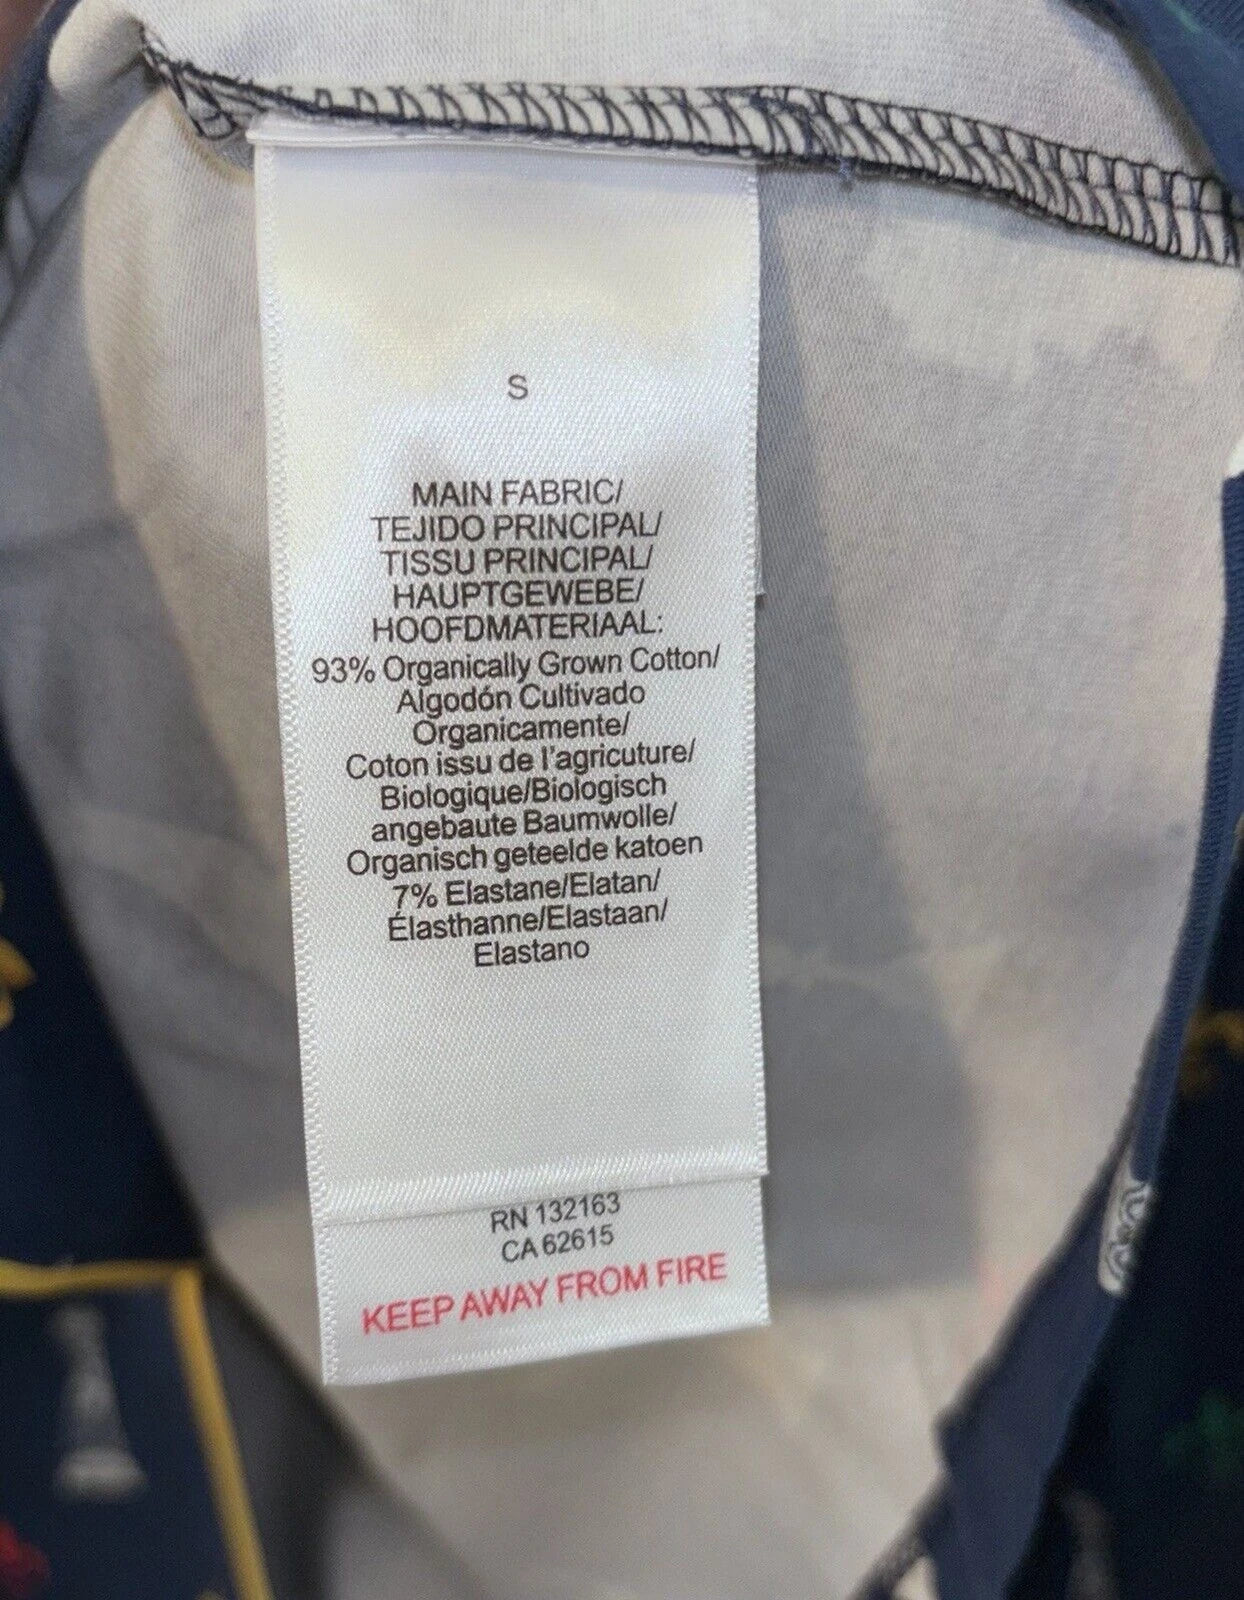 S
MAIN FABRIC/
TEJIDO PRINCIPAL/
TISSU PRINCIPAL/
HAUPTGEWEBE/
HOOFDMATERIAAL:
93% Organically Grown Cotton/
Algodón Cultivado
Organicamente/
Coton issu de l'agricuture/
Biologique/Biologisch
angebaute Baumwolle/
Organisch geteelde katoen
7% Elastane/Elatan/
Élasthanne/Elastaan/
Elastano
RN 132163
CA 62615
KEEP AWAY FROM FIRE